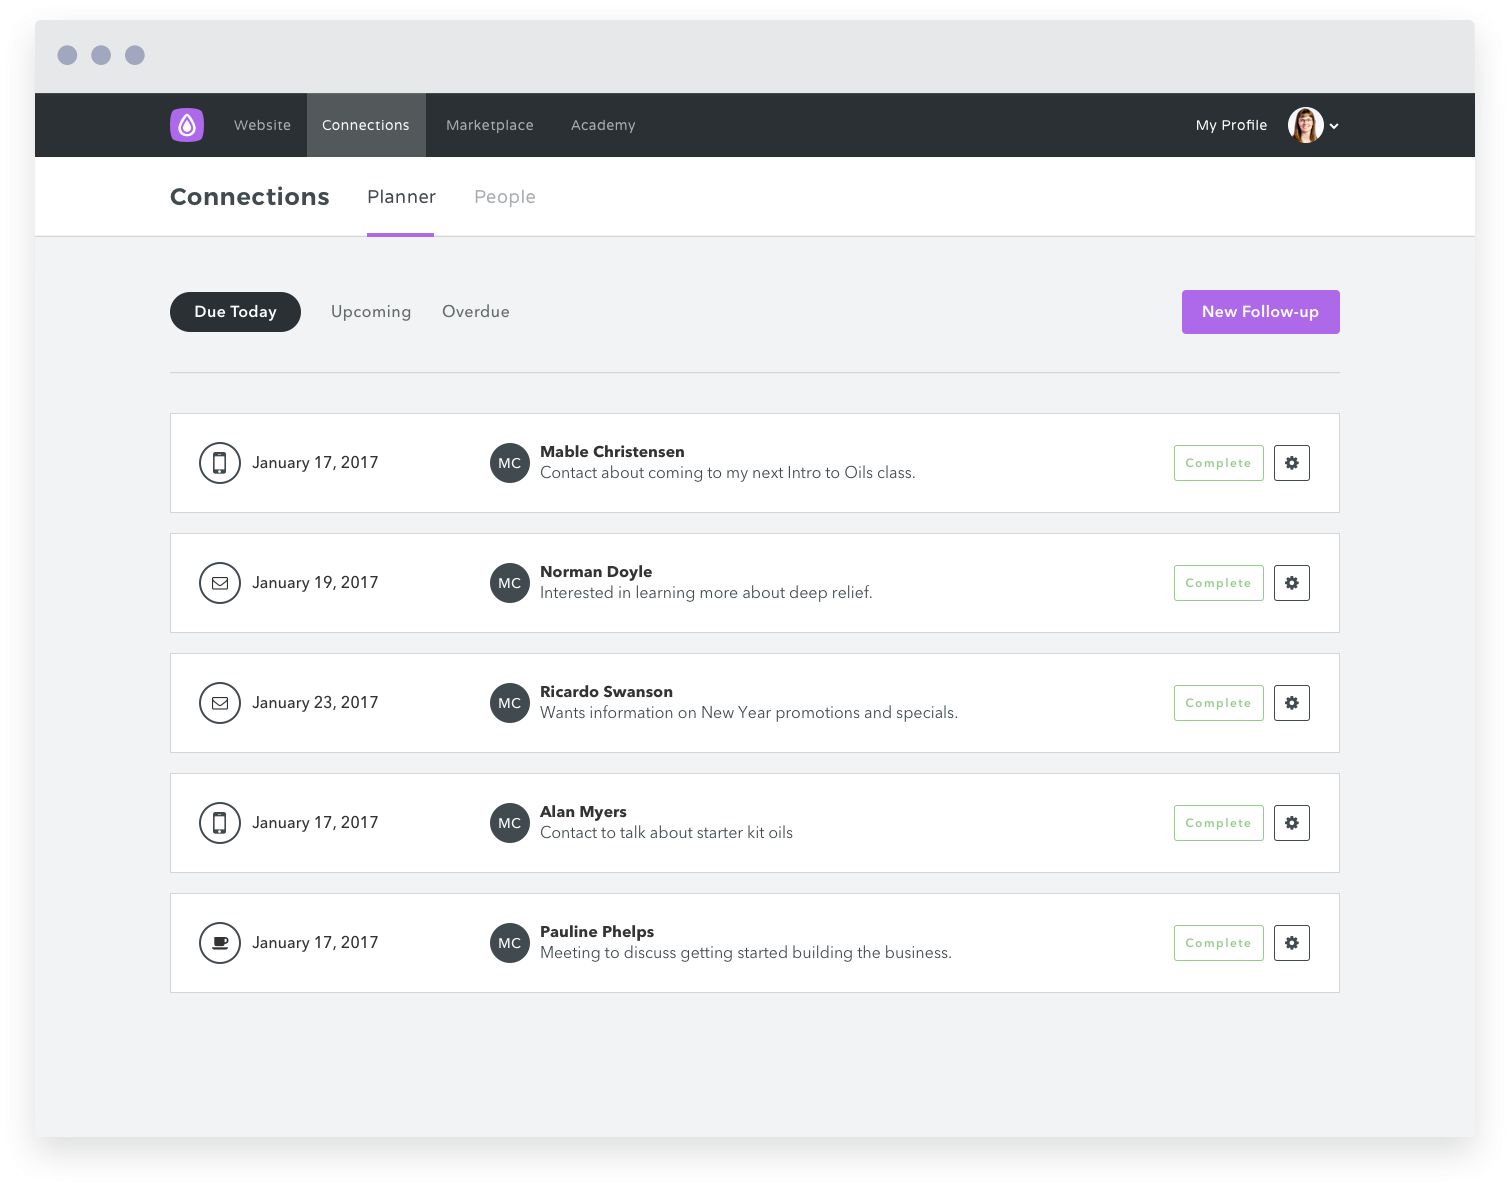 Website Connections Marketplace Academy My Profile
Connections Planner People
Due Today Upcoming Overdue New Follow-up
January 17, 2017 MC Mable Christensen Complete
Contact about coming to my next Intro to Oils class.
January 19, 2017 MC Norman Doyle Complete
Interested in learning more about deep relief.
January 23, 2017 MC Ricardo Swanson Complete
Wants information on New Year promotions and specials.
January 17, 2017 MC Alan Myers Complete
Contact to talk about starter kit oils
January 17, 2017 MC Pauline Phelps Complete
Meeting to discuss getting started building the business.